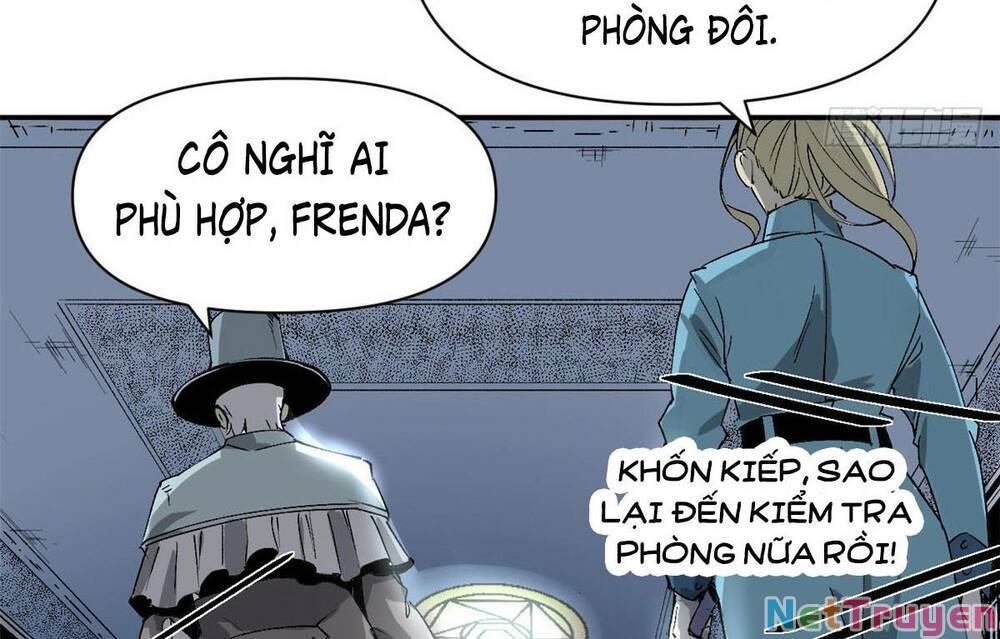 PHÒNG ĐÔI.
CÔ NGHĨ AI
PHÙ HỢP, FRENDA?
KHỐN KIẾP, SAO
LẠI ĐẾN KIỂM TRA
PHÒNG NỮA RỒI!
NetTruyen